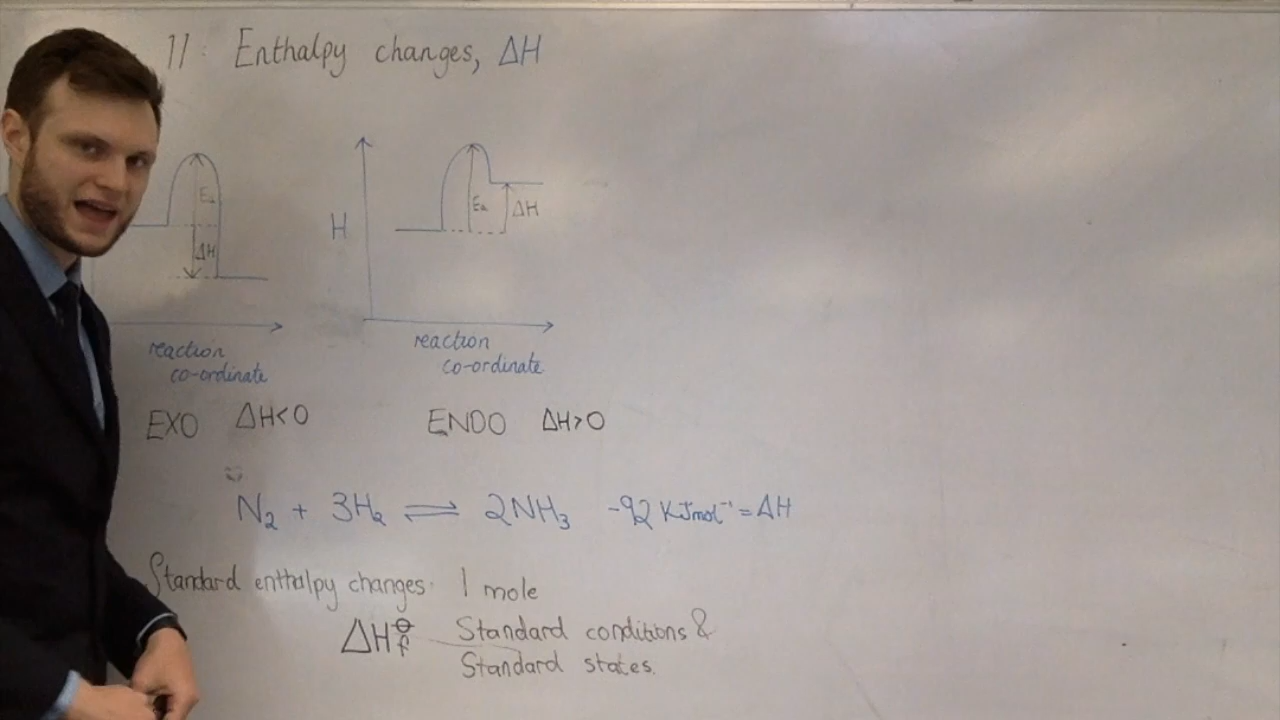 11: Enthalpy changes, ΔH
Ea
ΔH
reaction
co-ordinate
H
Ea
ΔH
reaction
co-ordinate
EXO ΔH<0
ENDO ΔH>0
N₂ + 3H₂ ⇌ 2NH₃ -92 KJmol⁻¹ = ΔH
Standard enthalpy changes: 1 mole
ΔH⦵f Standard conditions &
Standard states.